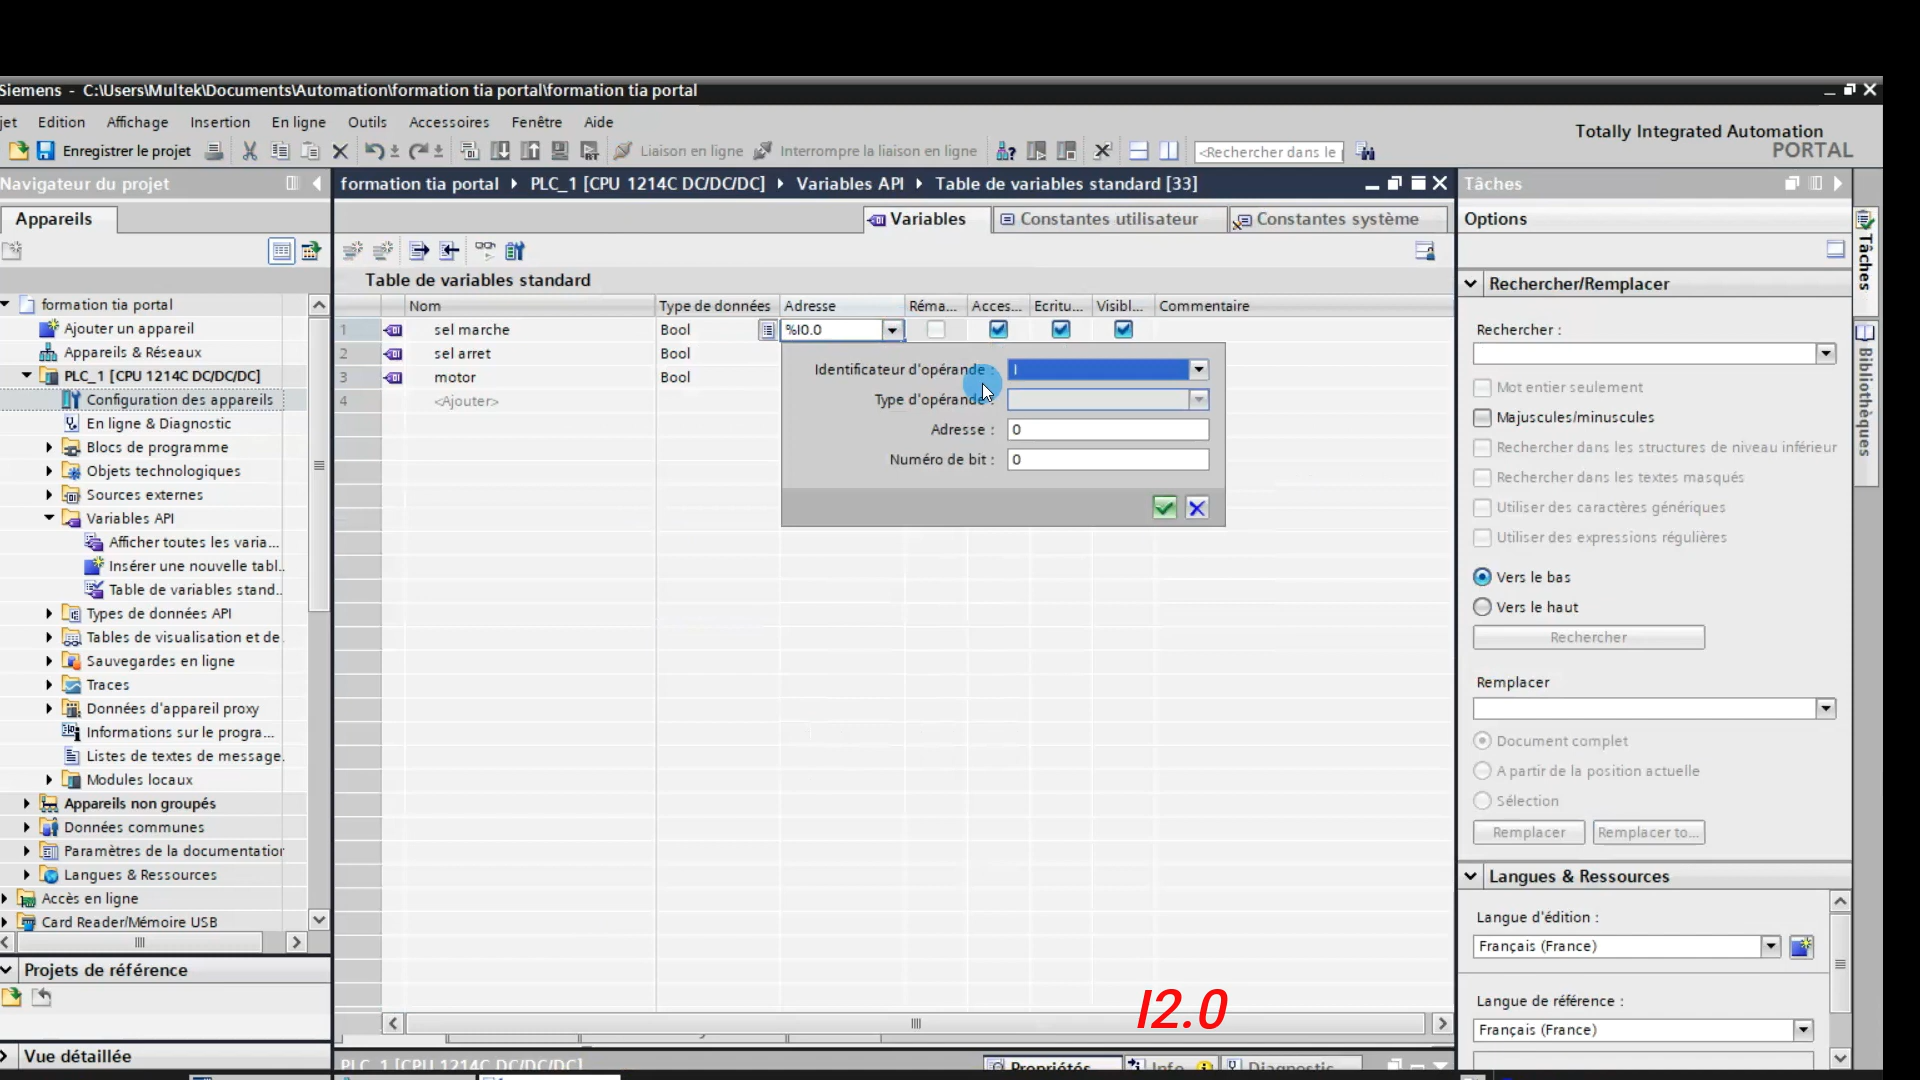 Siemens - C:\Users\Multek\Documents\Automation\formation tia portal\formation tia portal
jet Edition Affichage Insertion En ligne Outils Accessoires Fenêtre Aide
Totally Integrated Automation
PORTAL
Enregistrer le projet Liaison en ligne Interrompre la liaison en ligne <Rechercher dans le
Navigateur du projet
formation tia portal PLC_1 [CPU 1214C DC/DC/DC] Variables API Table de variables standard [33]
Tâches
Appareils
Variables Constantes utilisateur Constantes système
Options
Table de variables standard
Nom Type de données Adresse Réma... Acces... Ecritu... Visibl... Commentaire
1 sel marche Bool %I0.0
2 sel arret Bool
3 motor Bool
4 <Ajouter>
Identificateur d'opérande : I
Type d'opérande :
Adresse : 0
Numéro de bit : 0
formation tia portal
Ajouter un appareil
Appareils & Réseaux
PLC_1 [CPU 1214C DC/DC/DC]
Configuration des appareils
En ligne & Diagnostic
Blocs de programme
Objets technologiques
Sources externes
Variables API
Afficher toutes les varia...
Insérer une nouvelle tabl..
Table de variables stand..
Types de données API
Tables de visualisation et de
Sauvegardes en ligne
Traces
Données d'appareil proxy
Informations sur le progra...
Listes de textes de message.
Modules locaux
Appareils non groupés
Données communes
Paramètres de la documentation
Langues & Ressources
Accès en ligne
Card Reader/Mémoire USB
Projets de référence
Vue détaillée
Rechercher/Remplacer
Rechercher :
Mot entier seulement
Majuscules/minuscules
Rechercher dans les structures de niveau inférieur
Rechercher dans les textes masqués
Utiliser des caractères génériques
Utiliser des expressions régulières
Vers le bas
Vers le haut
Rechercher
Remplacer
Document complet
A partir de la position actuelle
Sélection
Remplacer Remplacer to...
Langues & Ressources
Langue d'édition :
Français (France)
Langue de référence :
Français (France)
Tâches
Bibliothèques
I2.0
PLC_1 [CPU 1214C DC/DC/DC]
Propriétés Info Diagnostic